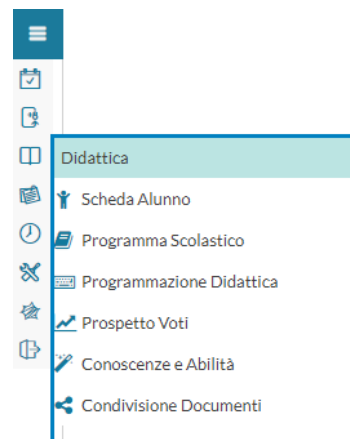 Didattica
Scheda Alunno
Programma Scolastico
Programmazione Didattica
Prospetto Voti
Conoscenze e Abilità
Condivisione Documenti